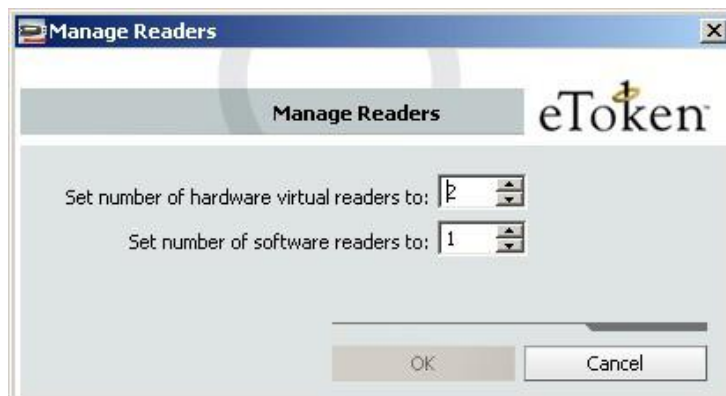 Manage Readers
Manage Readers
eToken™
Set number of hardware virtual readers to: 2
Set number of software readers to: 1
OK Cancel